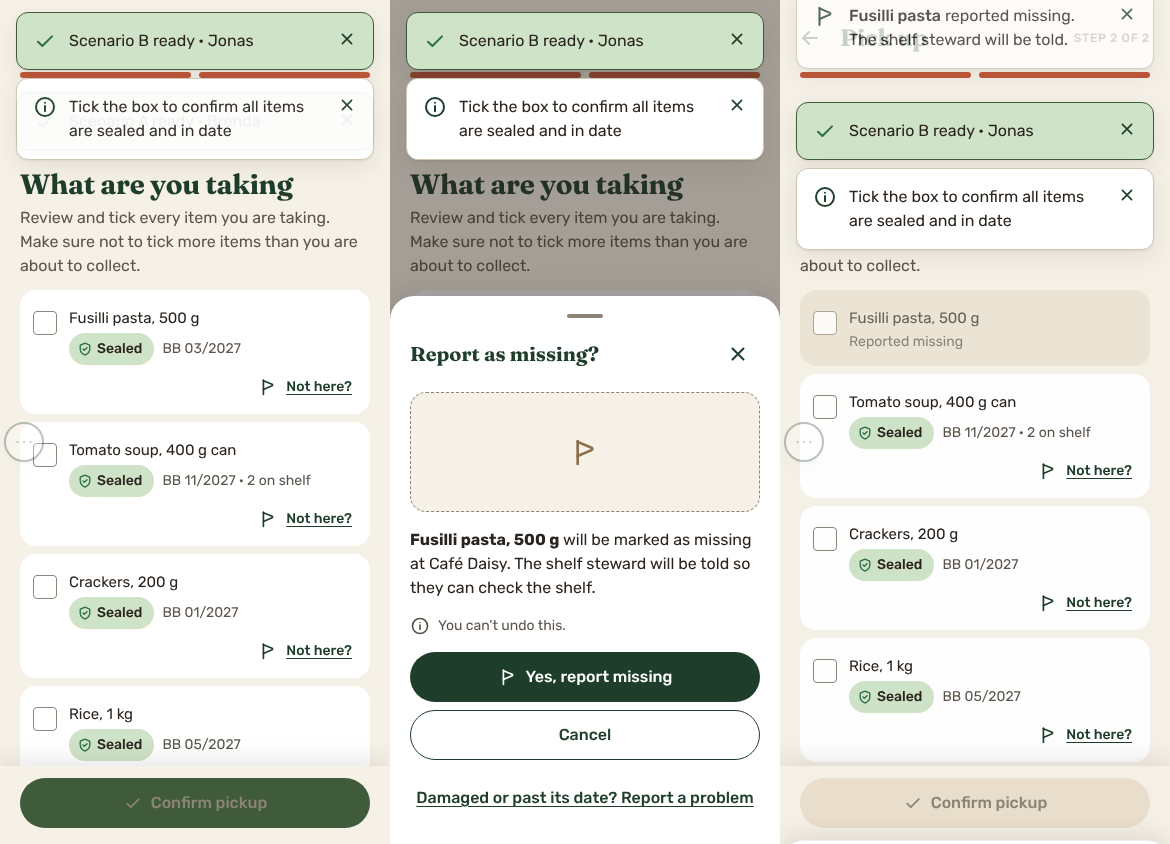 Scenario B ready • Jonas
Tick the box to confirm all items
are sealed and in date
Scenario A ready • Brenda
What are you taking
Review and tick every item you are taking.
Make sure not to tick more items than you are
about to collect.
Fusilli pasta, 500 g
Sealed BB 03/2027
Not here?
Tomato soup, 400 g can
Sealed BB 11/2027 • 2 on shelf
Not here?
Crackers, 200 g
Sealed BB 01/2027
Not here?
Rice, 1 kg
Sealed BB 05/2027
Confirm pickup
Scenario B ready • Jonas
Tick the box to confirm all items
are sealed and in date
What are you taking
Review and tick every item you are taking.
Make sure not to tick more items than you are
about to collect.
Report as missing?
Fusilli pasta, 500 g will be marked as missing
at Café Daisy. The shelf steward will be told so
they can check the shelf.
You can’t undo this.
Yes, report missing
Cancel
Damaged or past its date? Report a problem
Fusilli pasta reported missing.
The shelf steward will be told.
Pick up
STEP 2 OF 2
Scenario B ready • Jonas
Tick the box to confirm all items
are sealed and in date
about to collect.
Fusilli pasta, 500 g
Reported missing
Tomato soup, 400 g can
Sealed BB 11/2027 • 2 on shelf
Not here?
Crackers, 200 g
Sealed BB 01/2027
Not here?
Rice, 1 kg
Sealed BB 05/2027
Not here?
Confirm pickup